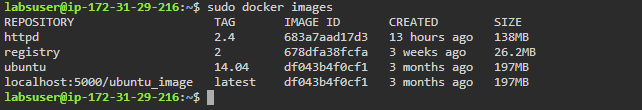 labsuser@ip-172-31-29-216:~$ sudo docker images
REPOSITORY TAG IMAGE ID CREATED SIZE
httpd 2.4 683a7aad17d3 13 hours ago 138MB
registry 2 678dfa38fcfa 3 weeks ago 26.2MB
ubuntu 14.04 df043b4f0cf1 3 months ago 197MB
localhost:5000/ubuntu_image latest df043b4f0cf1 3 months ago 197MB
labsuser@ip-172-31-29-216:~$